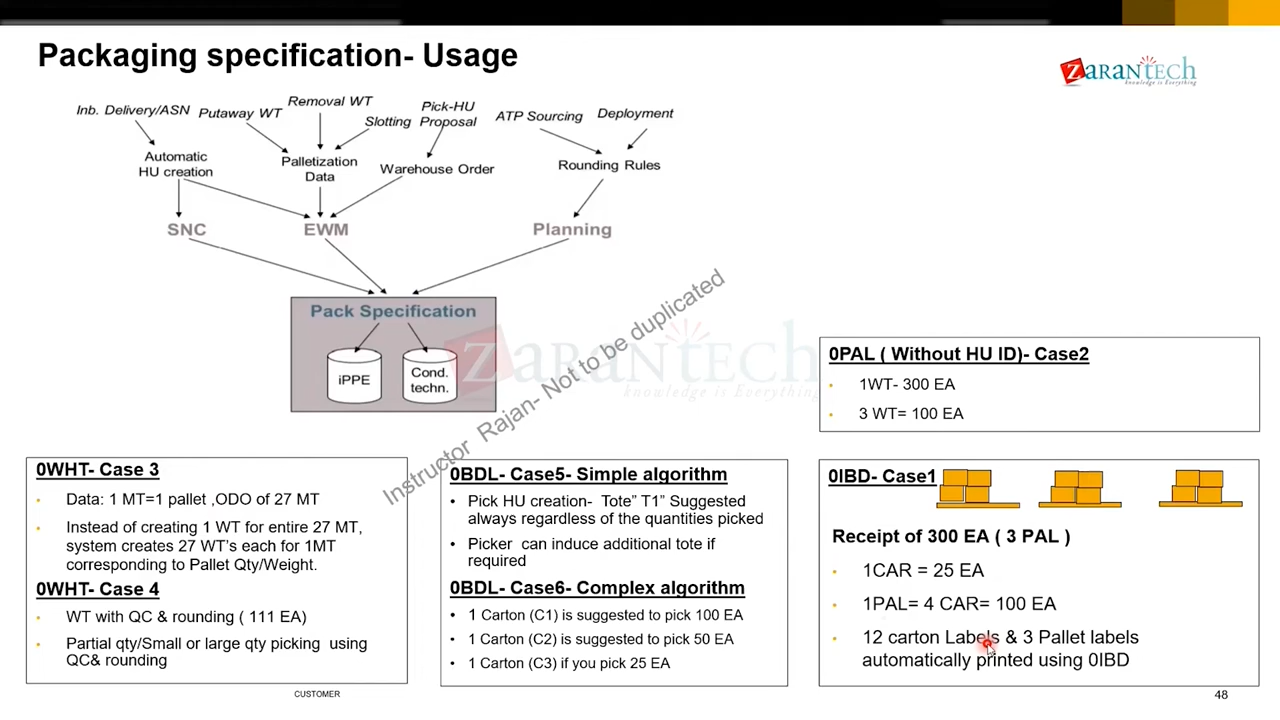 Packaging specification- Usage
ZARANTECH
knowledge is Everything
Inb. Delivery/ASN
Putaway WT
Removal WT
Slotting
Pick-HU
Proposal
ATP Sourcing
Deployment
Automatic
HU creation
Palletization
Data
Warehouse Order
Rounding Rules
SNC
EWM
Planning
Pack Specification
iPPE
Cond.
techn.
Instructor Rajan- Not to be duplicated
ZARANTECH
knowledge is Everything
0PAL ( Without HU ID)- Case2
• 1WT- 300 EA
• 3 WT= 100 EA
0WHT- Case 3
• Data: 1 MT=1 pallet ,ODO of 27 MT
• Instead of creating 1 WT for entire 27 MT,
system creates 27 WT's each for 1MT
corresponding to Pallet Qty/Weight.
0WHT- Case 4
• WT with QC & rounding ( 111 EA)
• Partial qty/Small or large qty picking using
QC& rounding
0BDL- Case5- Simple algorithm
• Pick HU creation- Tote” T1” Suggested
always regardless of the quantities picked
• Picker can induce additional tote if
required
0BDL- Case6- Complex algorithm
• 1 Carton (C1) is suggested to pick 100 EA
• 1 Carton (C2) is suggested to pick 50 EA
• 1 Carton (C3) if you pick 25 EA
0IBD- Case1
Receipt of 300 EA ( 3 PAL )
• 1CAR = 25 EA
• 1PAL= 4 CAR= 100 EA
• 12 carton Labels & 3 Pallet labels
automatically printed using 0IBD
CUSTOMER
48